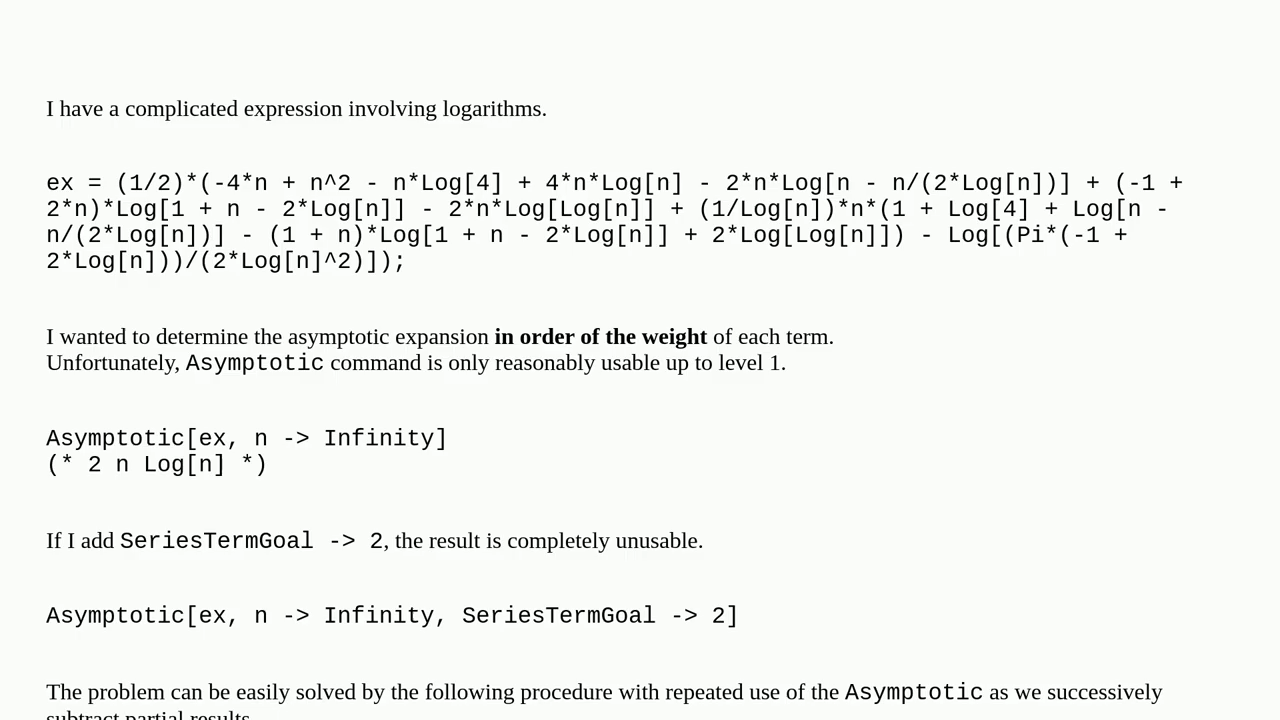 I have a complicated expression involving logarithms.
ex = (1/2)*(-4*n + n^2 - n*Log[4] + 4*n*Log[n] - 2*n*Log[n - n/(2*Log[n])] + (-1 +
2*n)*Log[1 + n - 2*Log[n]] - 2*n*Log[Log[n]] + (1/Log[n])*n*(1 + Log[4] + Log[n -
n/(2*Log[n])] - (1 + n)*Log[1 + n - 2*Log[n]] + 2*Log[Log[n]]) - Log[(Pi*(-1 +
2*Log[n]))/(2*Log[n]^2)]);
I wanted to determine the asymptotic expansion in order of the weight of each term.
Unfortunately, Asymptotic command is only reasonably usable up to level 1.
Asymptotic[ex, n -> Infinity]
(* 2 n Log[n] *)
If I add SeriesTermGoal -> 2, the result is completely unusable.
Asymptotic[ex, n -> Infinity, SeriesTermGoal -> 2]
The problem can be easily solved by the following procedure with repeated use of the Asymptotic as we successively
subtract partial results.